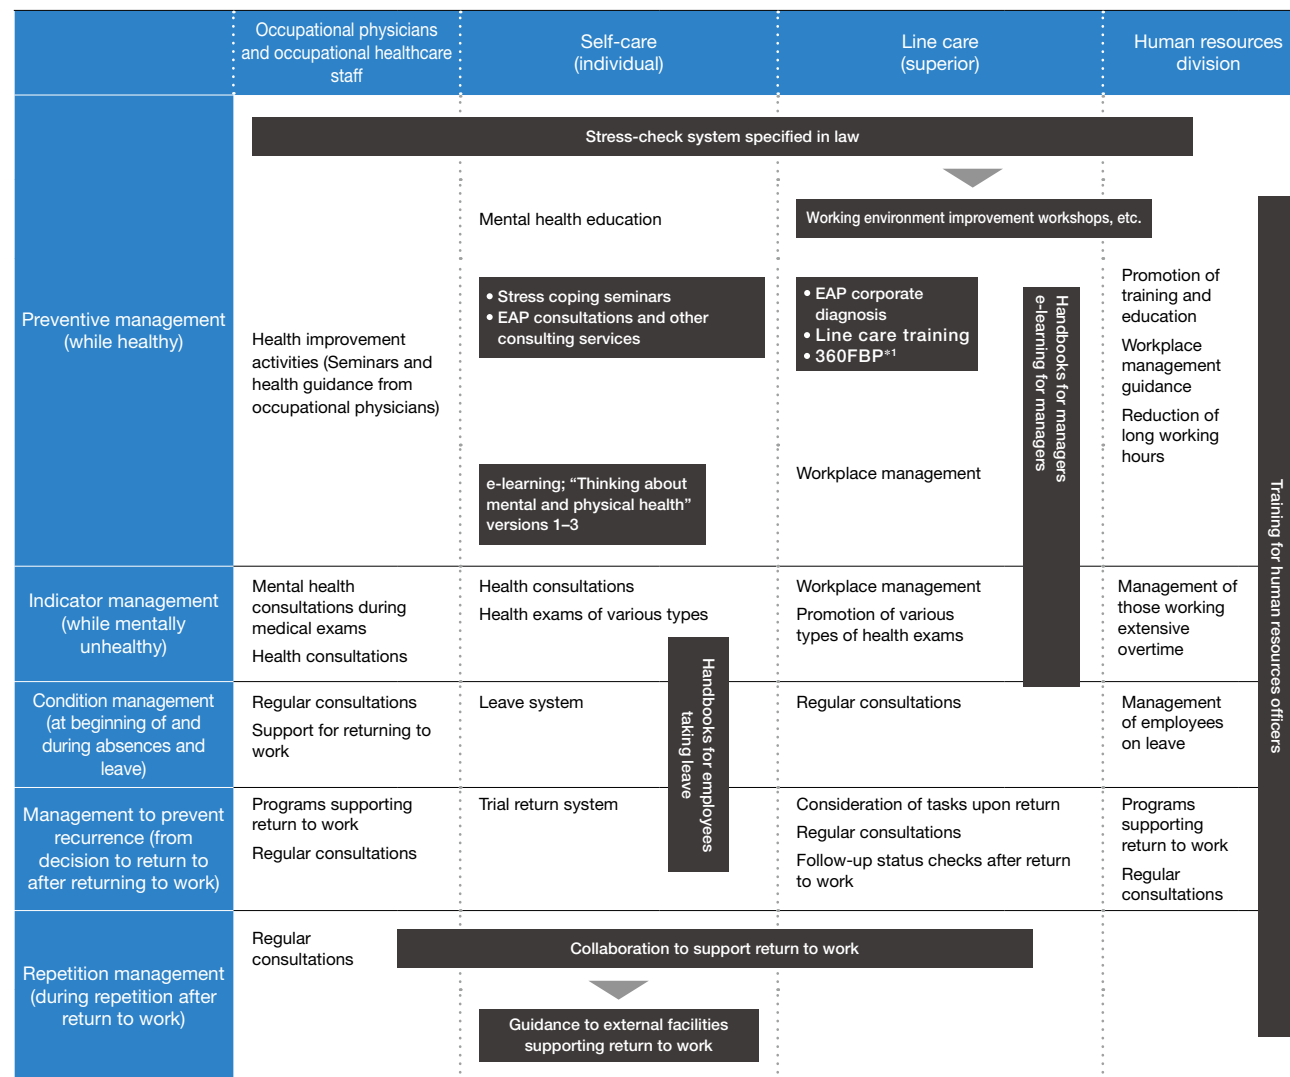 Occupational physicians
and occupational healthcare
staff
Self-care
(individual)
Line care
(superior)
Human resources
division
Preventive management
(while healthy)
Stress-check system specified in law
Health improvement
activities (Seminars and
health guidance from
occupational physicians)
Mental health education
• Stress coping seminars
• EAP consultations and other
consulting services
e-learning; “Thinking about
mental and physical health”
versions 1–3
Working environment improvement workshops, etc.
• EAP corporate
diagnosis
• Line care training
• 360FBP*1
Workplace management
Handbooks for managers
e-learning for managers
Promotion of
training and
education
Workplace
management
guidance
Reduction of
long working
hours
Training for human resources officers
Indicator management
(while mentally
unhealthy)
Mental health
consultations during
medical exams
Health consultations
Health consultations
Health exams of various types
Workplace management
Promotion of various
types of health exams
Management of
those working
extensive
overtime
Handbooks for employees
taking leave
Condition management
(at beginning of and
during absences and
leave)
Regular consultations
Support for returning to
work
Leave system
Regular consultations
Management
of employees
on leave
Management to prevent
recurrence (from
decision to return to
after returning to work)
Programs supporting
return to work
Regular consultations
Trial return system
Consideration of tasks upon return
Regular consultations
Follow-up status checks after return
to work
Programs
supporting
return to work
Regular
consultations
Repetition management
(during repetition after
return to work)
Regular
consultations
Collaboration to support return to work
Guidance to external facilities
supporting return to work